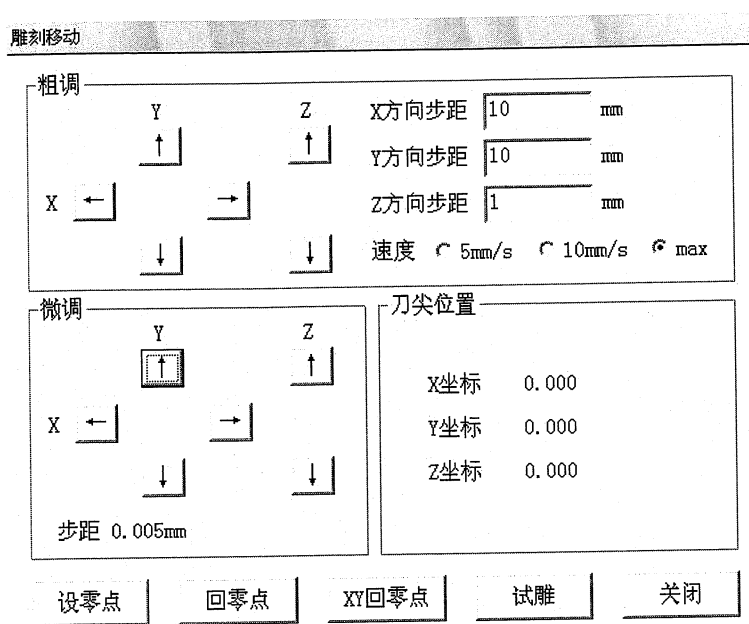 雕刻移动
粗调
Y Z X方向步距 10 mm
↑ ↑
Y方向步距 10 mm
X ← → Z方向步距 1 mm
↓ ↓ 速度 5mm/s 10mm/s max
微调
Y Z
↑ ↑
X ← →
↓ ↓
步距 0.005mm
刀尖位置
X坐标 0.000
Y坐标 0.000
Z坐标 0.000
设零点 回零点 XY回零点 试雕 关闭